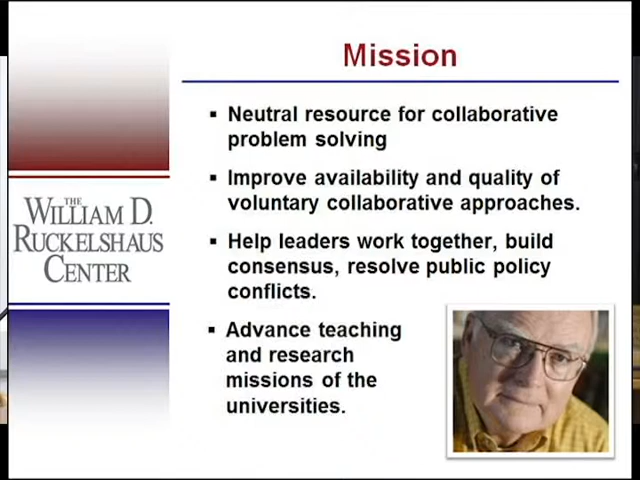 Mission
▪ Neutral resource for collaborative
problem solving
▪ Improve availability and quality of
voluntary collaborative approaches.
▪ Help leaders work together, build
consensus, resolve public policy
conflicts.
▪ Advance teaching
and research
missions of the
universities.
THE
WILLIAM D.
RUCKELSHAUS
CENTER